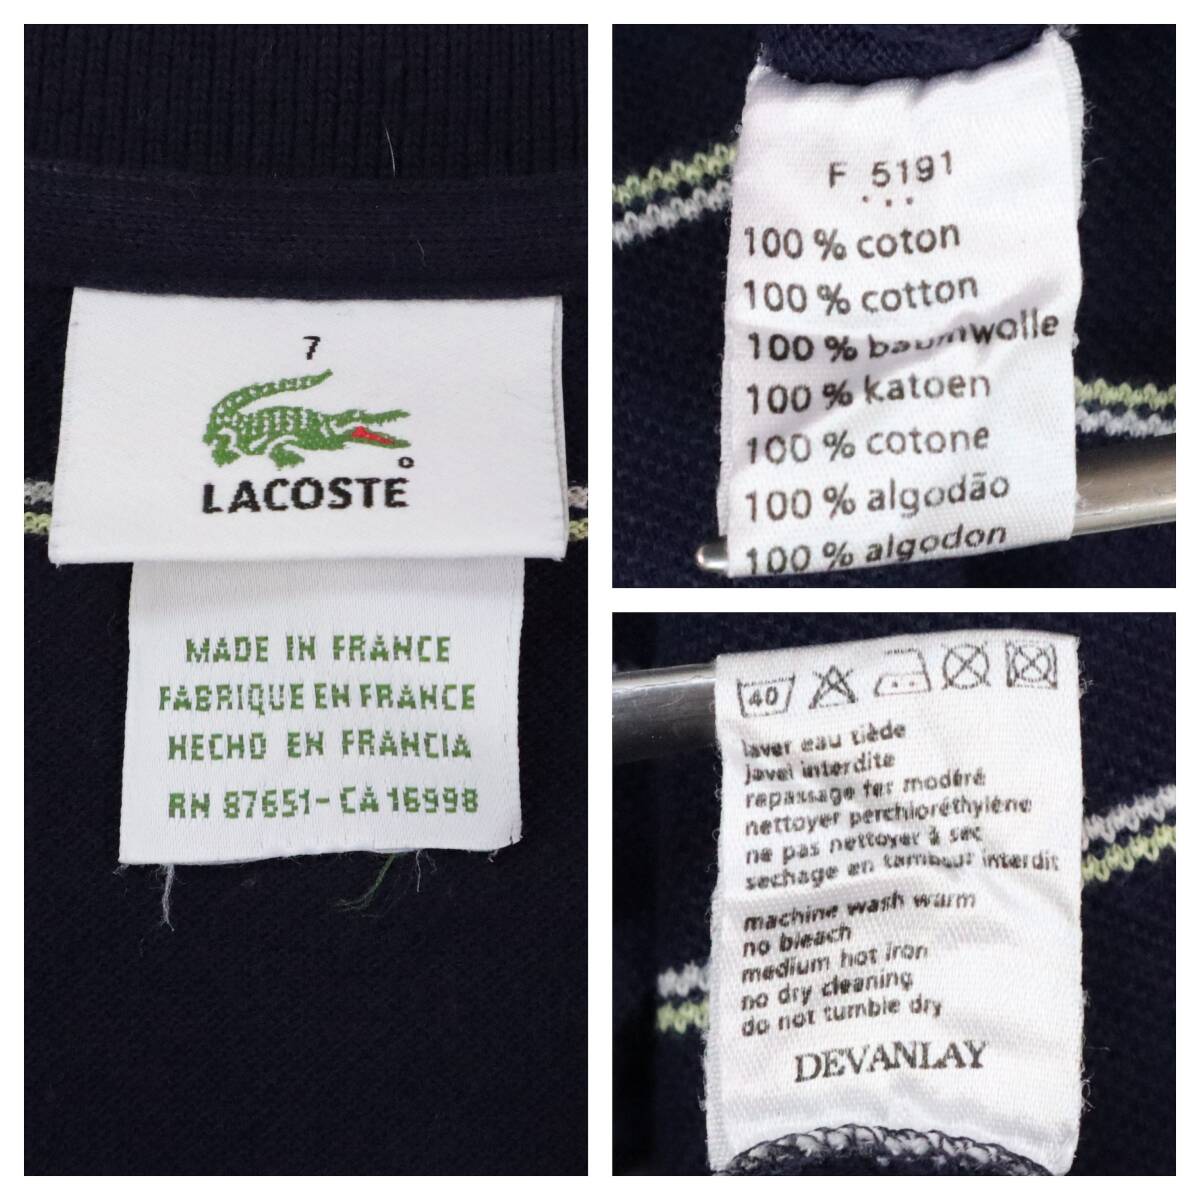 7
LACOSTE
MADE IN FRANCE
FABRIQUE EN FRANCE
HECHO EN FRANCIA
RN 87651 - CA 16998
F 5191
100 % coton
100 % cotton
100 % baumwolle
100 % katoen
100 % cotone
100 % algodão
100 % algodon
40
laver eau tiède
javel interdite
repassage fer modéré
nettoyer perchloréthylène
ne pas nettoyer à sec
sechage en tambour interdit
machine wash warm
no bleach
medium hot iron
no dry cleaning
do not tumble dry
DEVANLAY